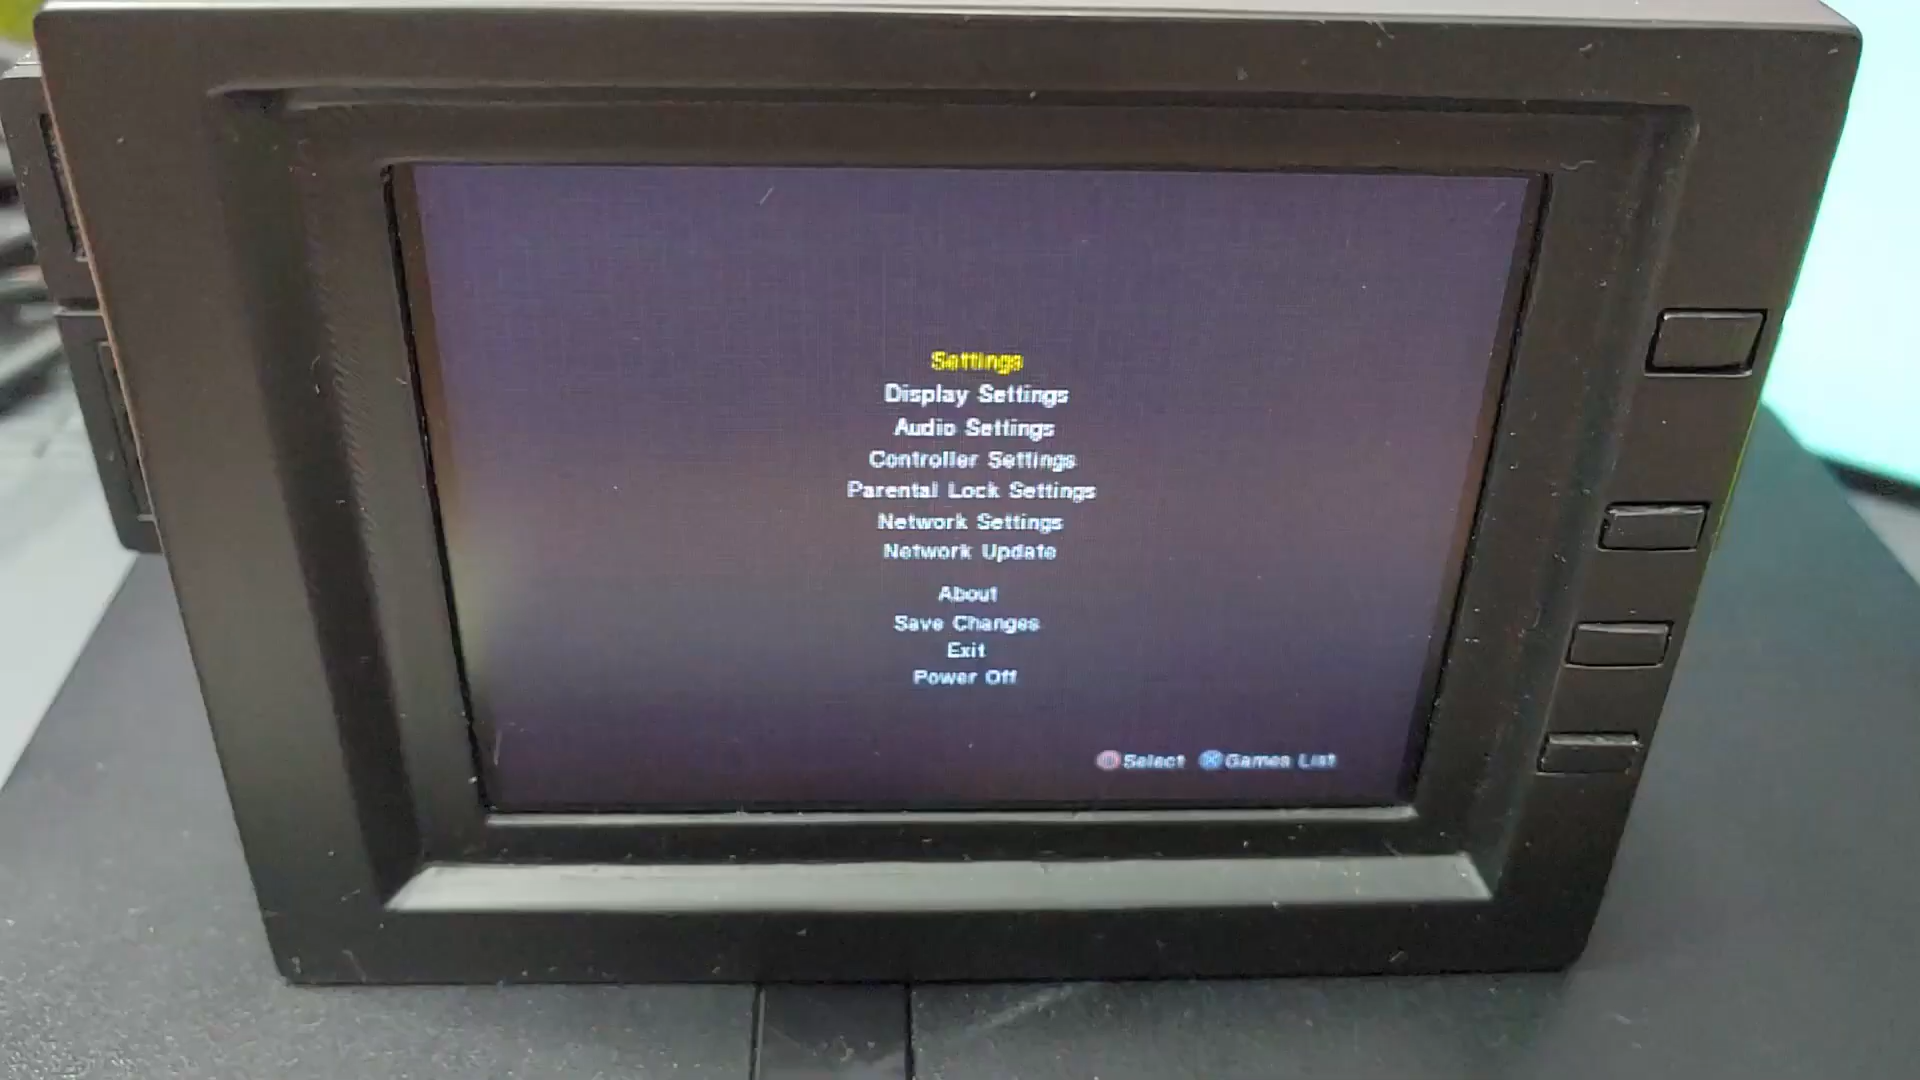 Settings
Display Settings
Audio Settings
Controller Settings
Parental Lock Settings
Network Settings
Network Update
About
Save Changes
Exit
Power Off
Select Games List